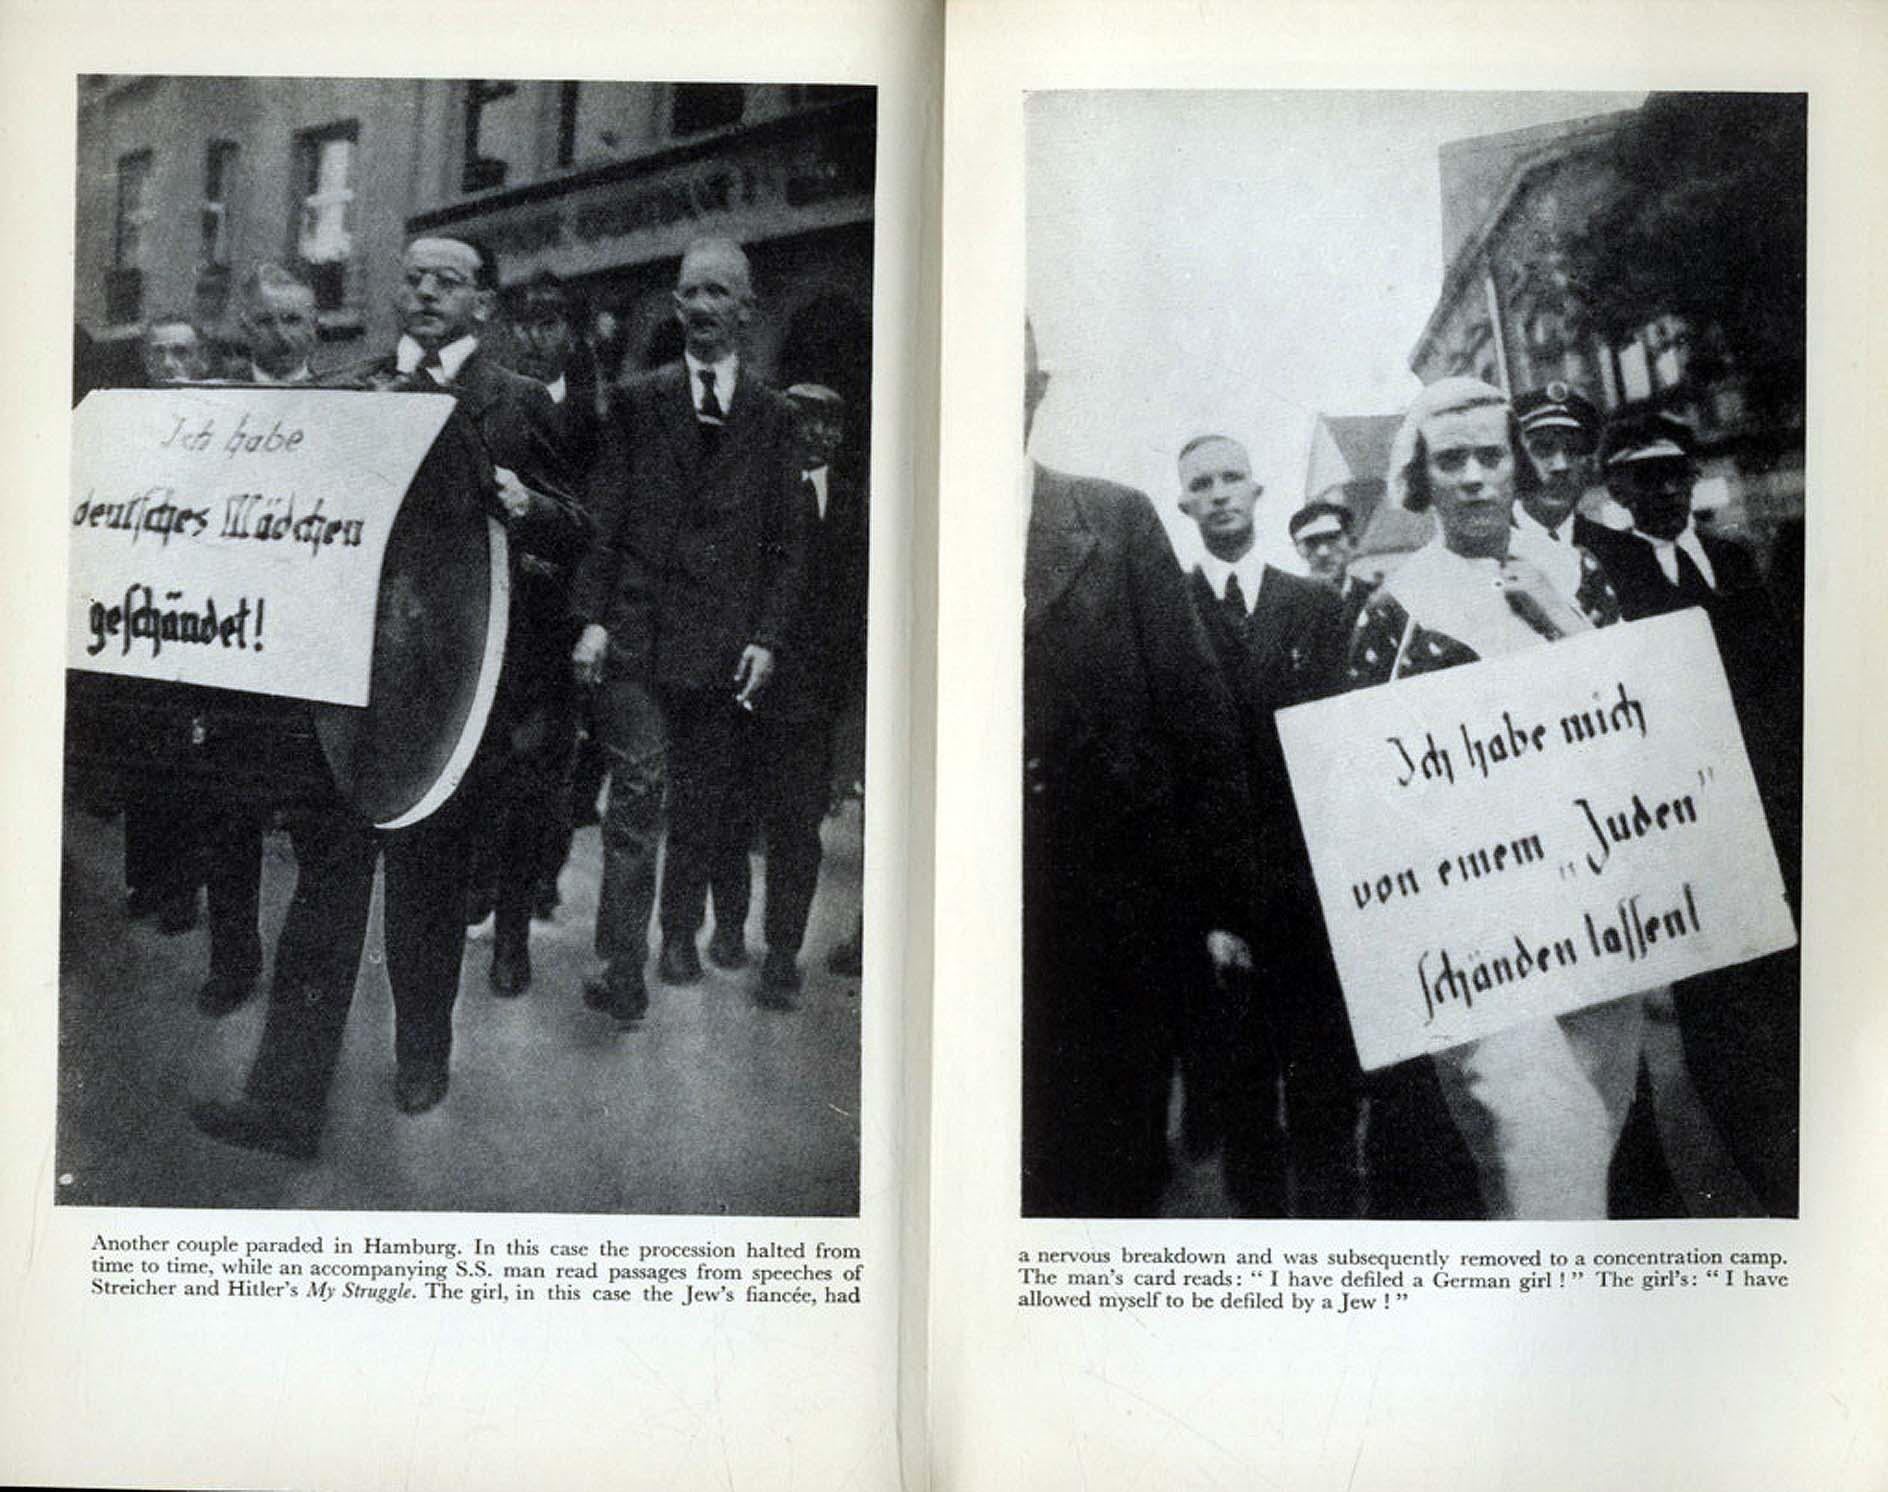 Ich habe
deutsches Mädchen
geschändet!
Another couple paraded in Hamburg. In this case the procession halted from
time to time, while an accompanying S.S. man read passages from speeches of
Streicher and Hitler's My Struggle. The girl, in this case the Jew's fiancée, had
Ich habe mich
von einem „Juden"
schänden lassen!
a nervous breakdown and was subsequently removed to a concentration camp.
The man's card reads: “ I have defiled a German girl ! ” The girl's: “ I have
allowed myself to be defiled by a Jew ! ”